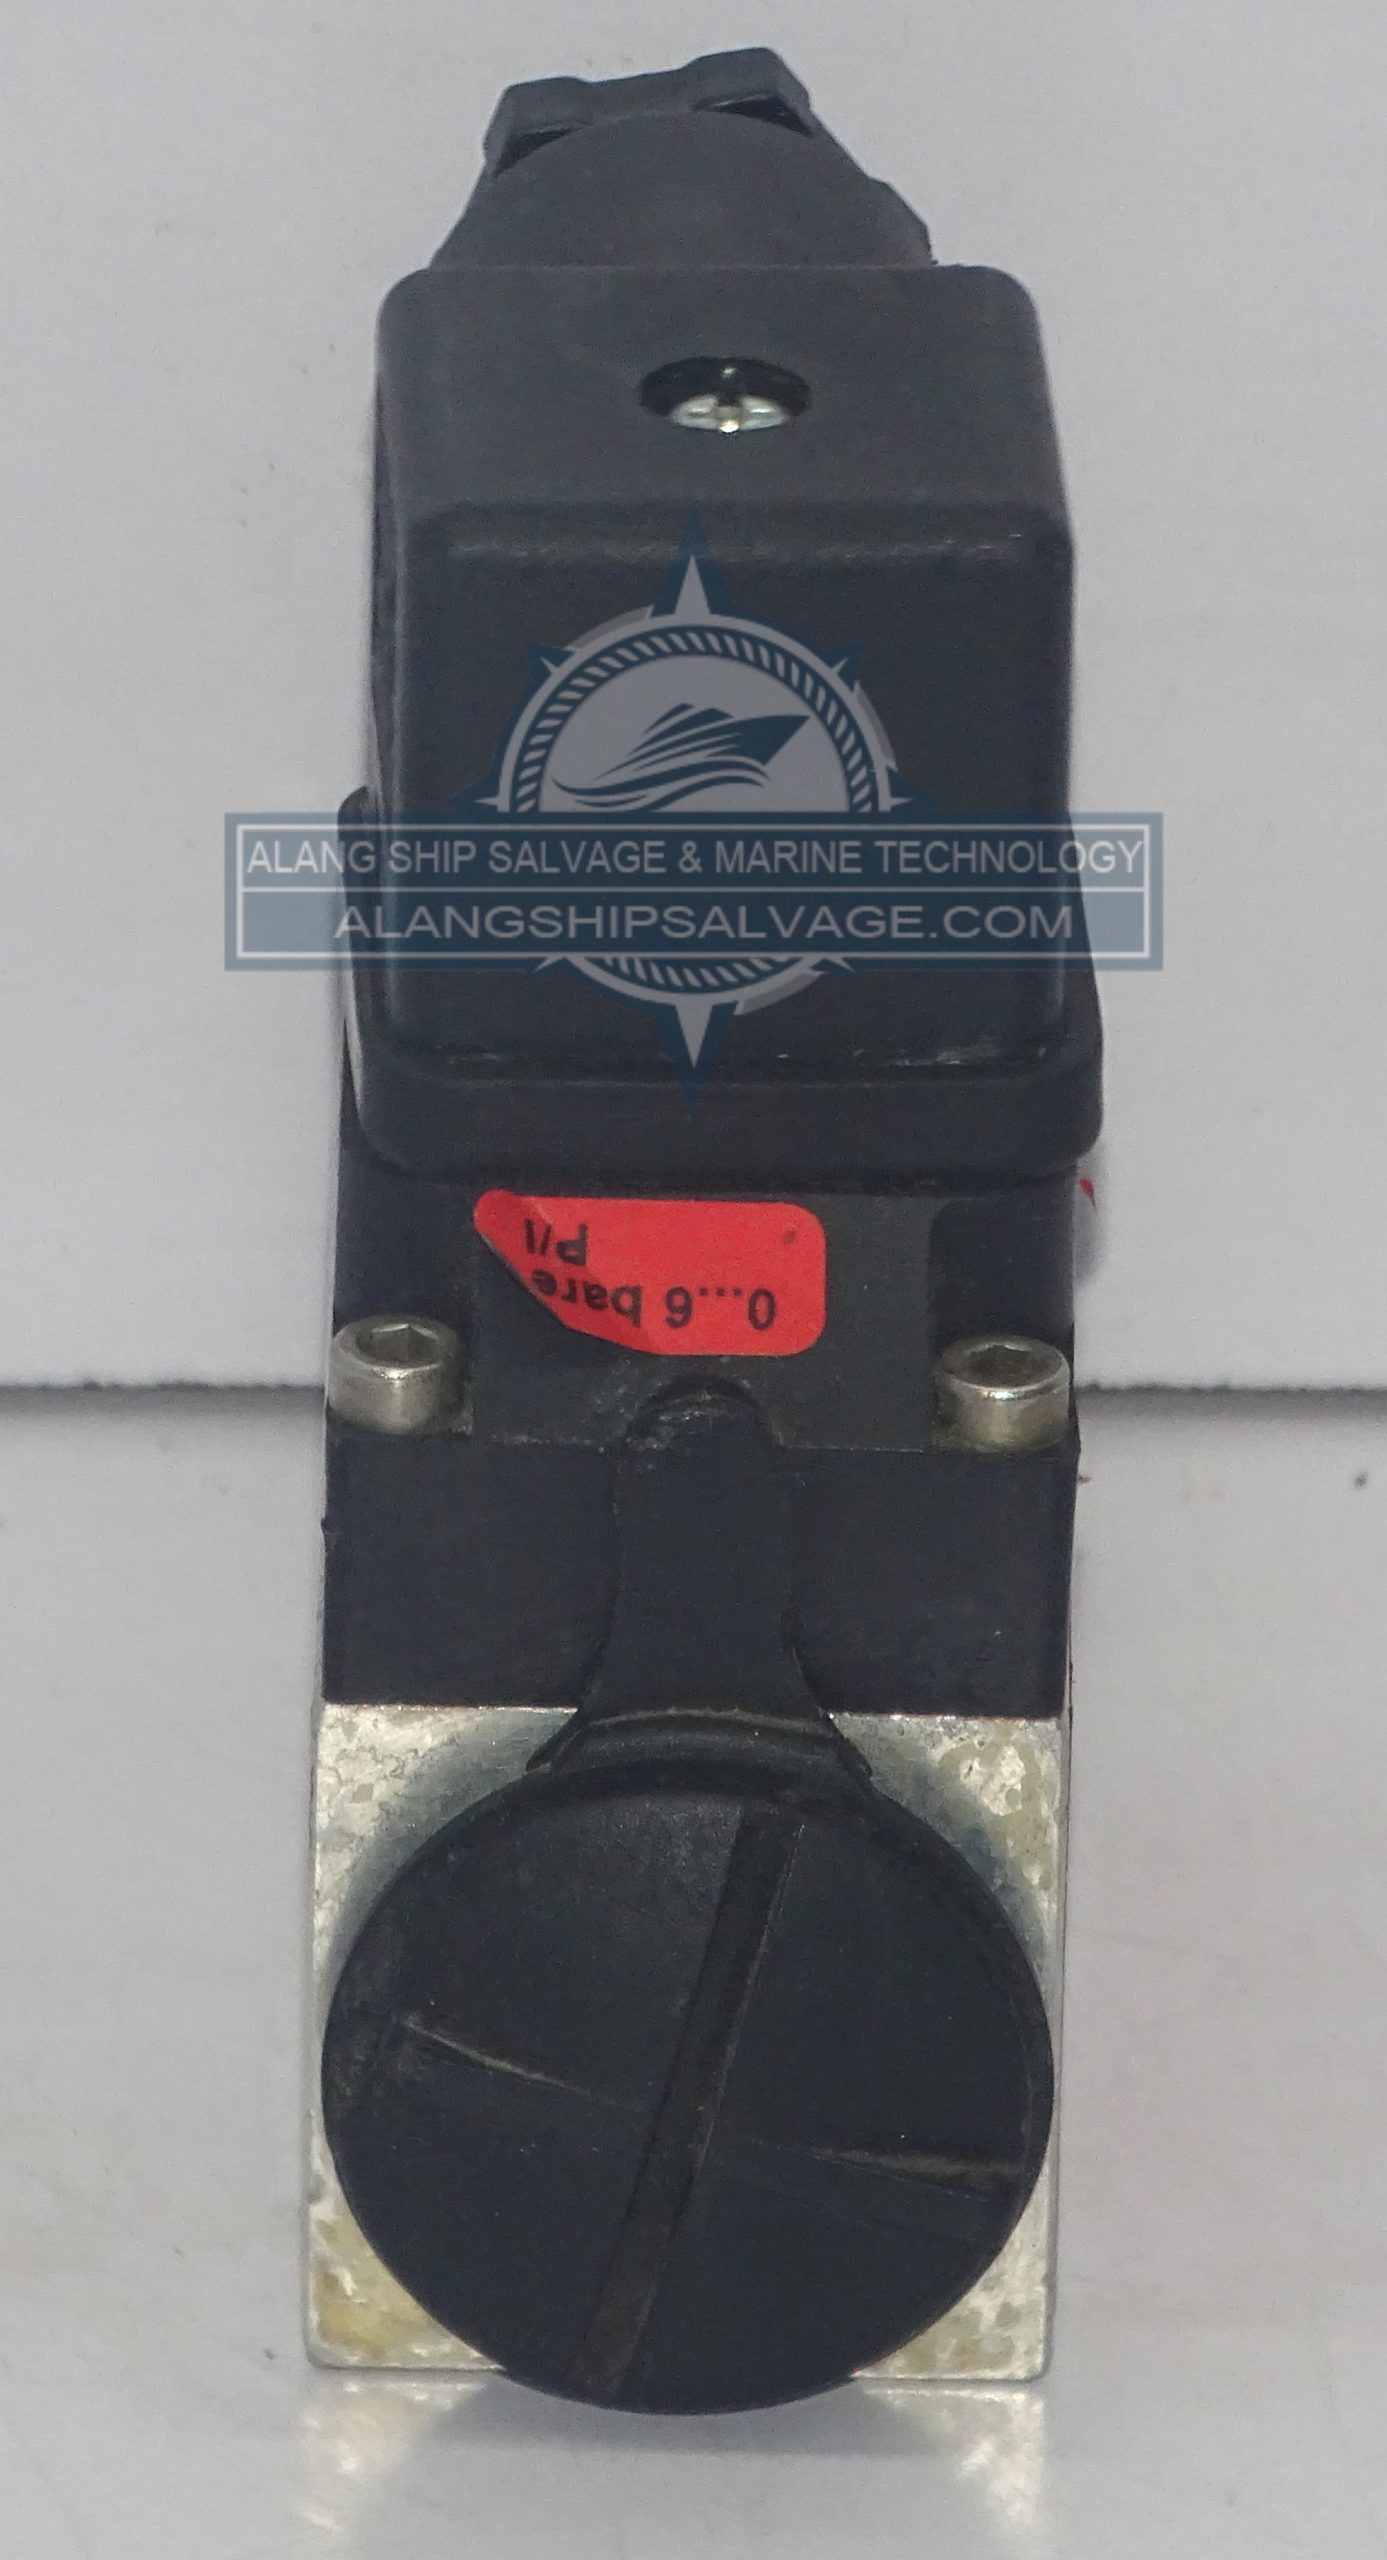 ALANG SHIP SALVAGE & MARINE TECHNOLOGY
ALANGSHIPSALVAGE.COM
0...6 bare
P/I